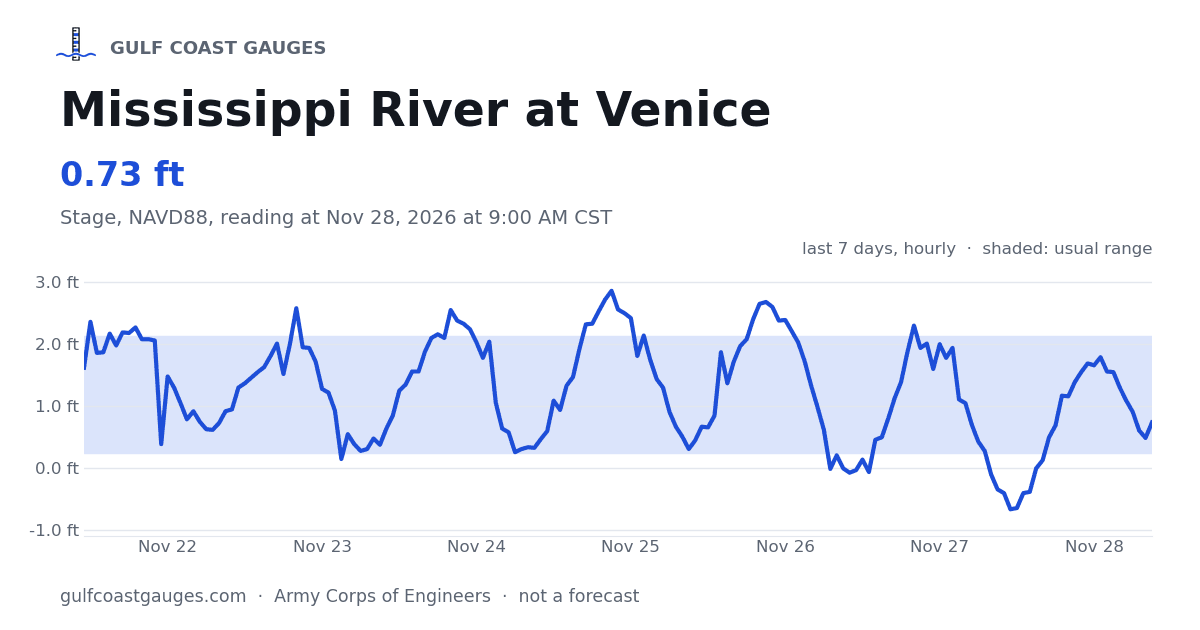 GULF COAST GAUGES
Mississippi River at Venice
0.73 ft
Stage, NAVD88, reading at Nov 28, 2026 at 9:00 AM CST
last 7 days, hourly · shaded: usual range
3.0 ft
2.0 ft
1.0 ft
0.0 ft
-1.0 ft
Nov 22 Nov 23 Nov 24 Nov 25 Nov 26 Nov 27 Nov 28
gulfcoastgauges.com · Army Corps of Engineers · not a forecast